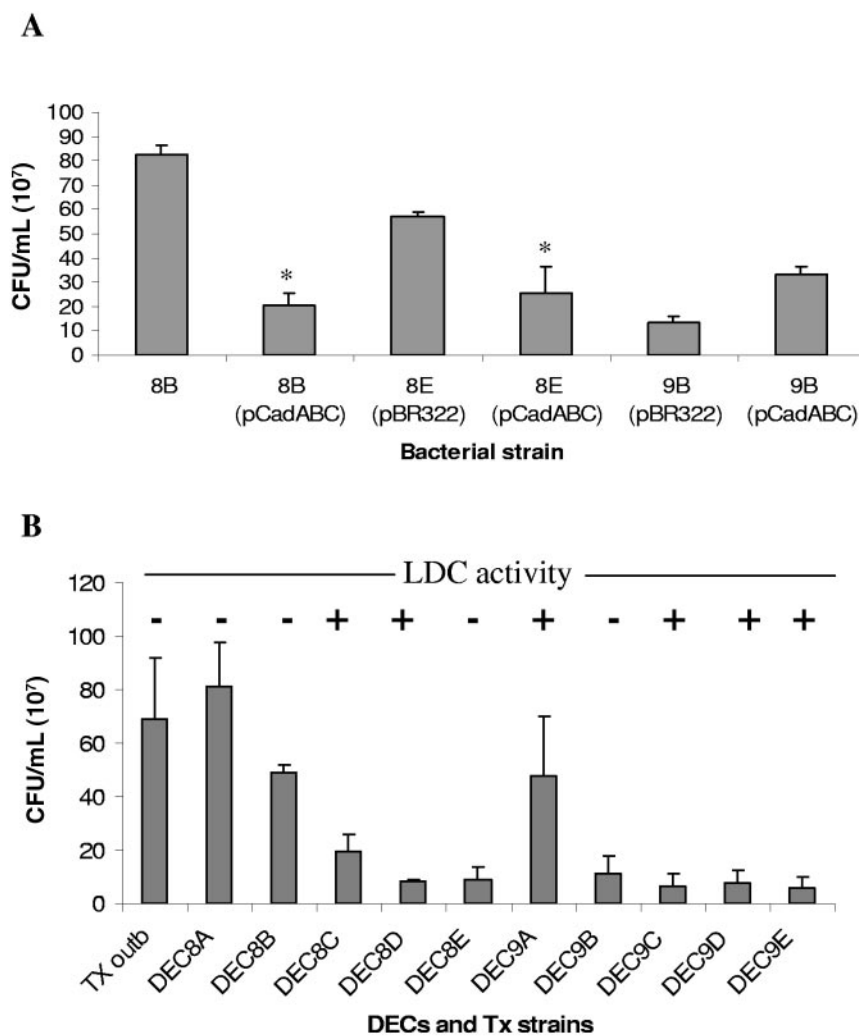 A
100
90
80
70
60
50
40
30
20
10
0
CFU/mL (10⁷)
*
*
8B
8B (pCadABC)
8E (pBR322)
8E (pCadABC)
9B (pBR322)
9B (pCadABC)
Bacterial strain
B
LDC activity
120
100
80
60
40
20
0
CFU/mL (10⁷)
- - - + + - + - + + +
TX outb
DEC8A
DEC8B
DEC8C
DEC8D
DEC8E
DEC9A
DEC9B
DEC9C
DEC9D
DEC9E
DECs and Tx strains